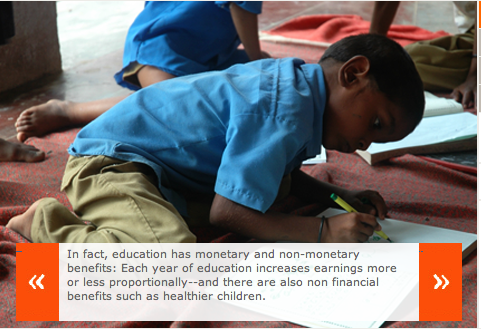 In fact, education has monetary and non-monetary
benefits: Each year of education increases earnings more
or less proportionally--and there are also non financial
benefits such as healthier children.